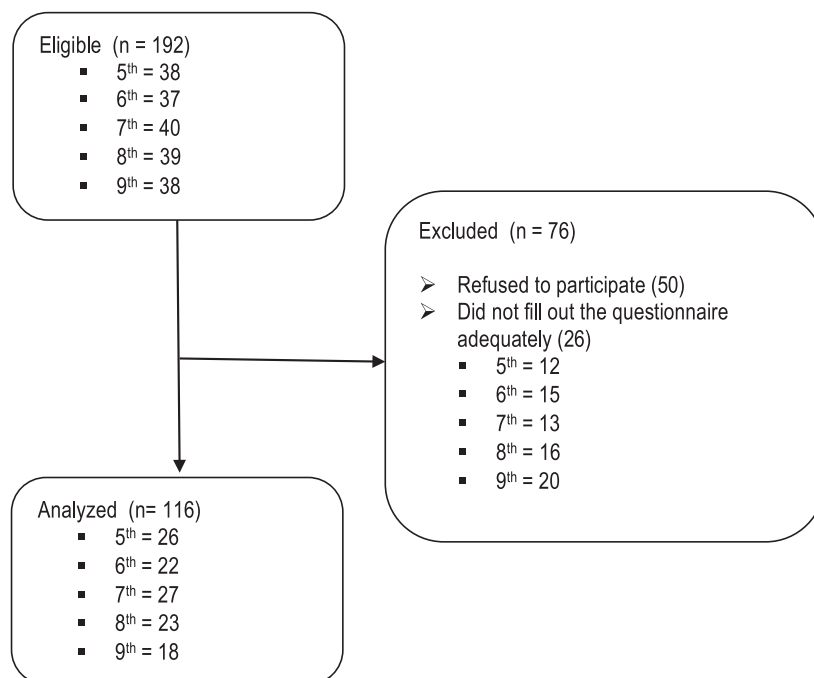 Eligible (n = 192)
▪ 5th = 38
▪ 6th = 37
▪ 7th = 40
▪ 8th = 39
▪ 9th = 38
Excluded (n = 76)
➢ Refused to participate (50)
➢ Did not fill out the questionnaire
adequately (26)
▪ 5th = 12
▪ 6th = 15
▪ 7th = 13
▪ 8th = 16
▪ 9th = 20
Analyzed (n= 116)
▪ 5th = 26
▪ 6th = 22
▪ 7th = 27
▪ 8th = 23
▪ 9th = 18